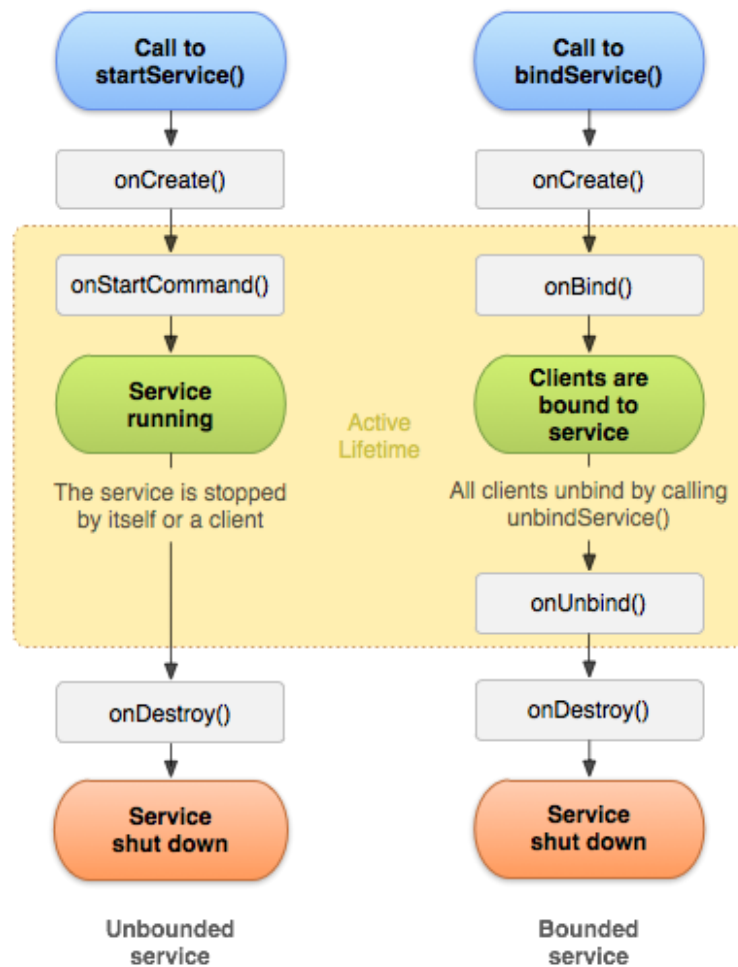 Call to
startService()
onCreate()
onStartCommand()
Service
running
The service is stopped
by itself or a client
onDestroy()
Service
shut down
Unbounded
service
Active
Lifetime
Call to
bindService()
onCreate()
onBind()
Clients are
bound to
service
All clients unbind by calling
unbindService()
onUnbind()
onDestroy()
Service
shut down
Bounded
service